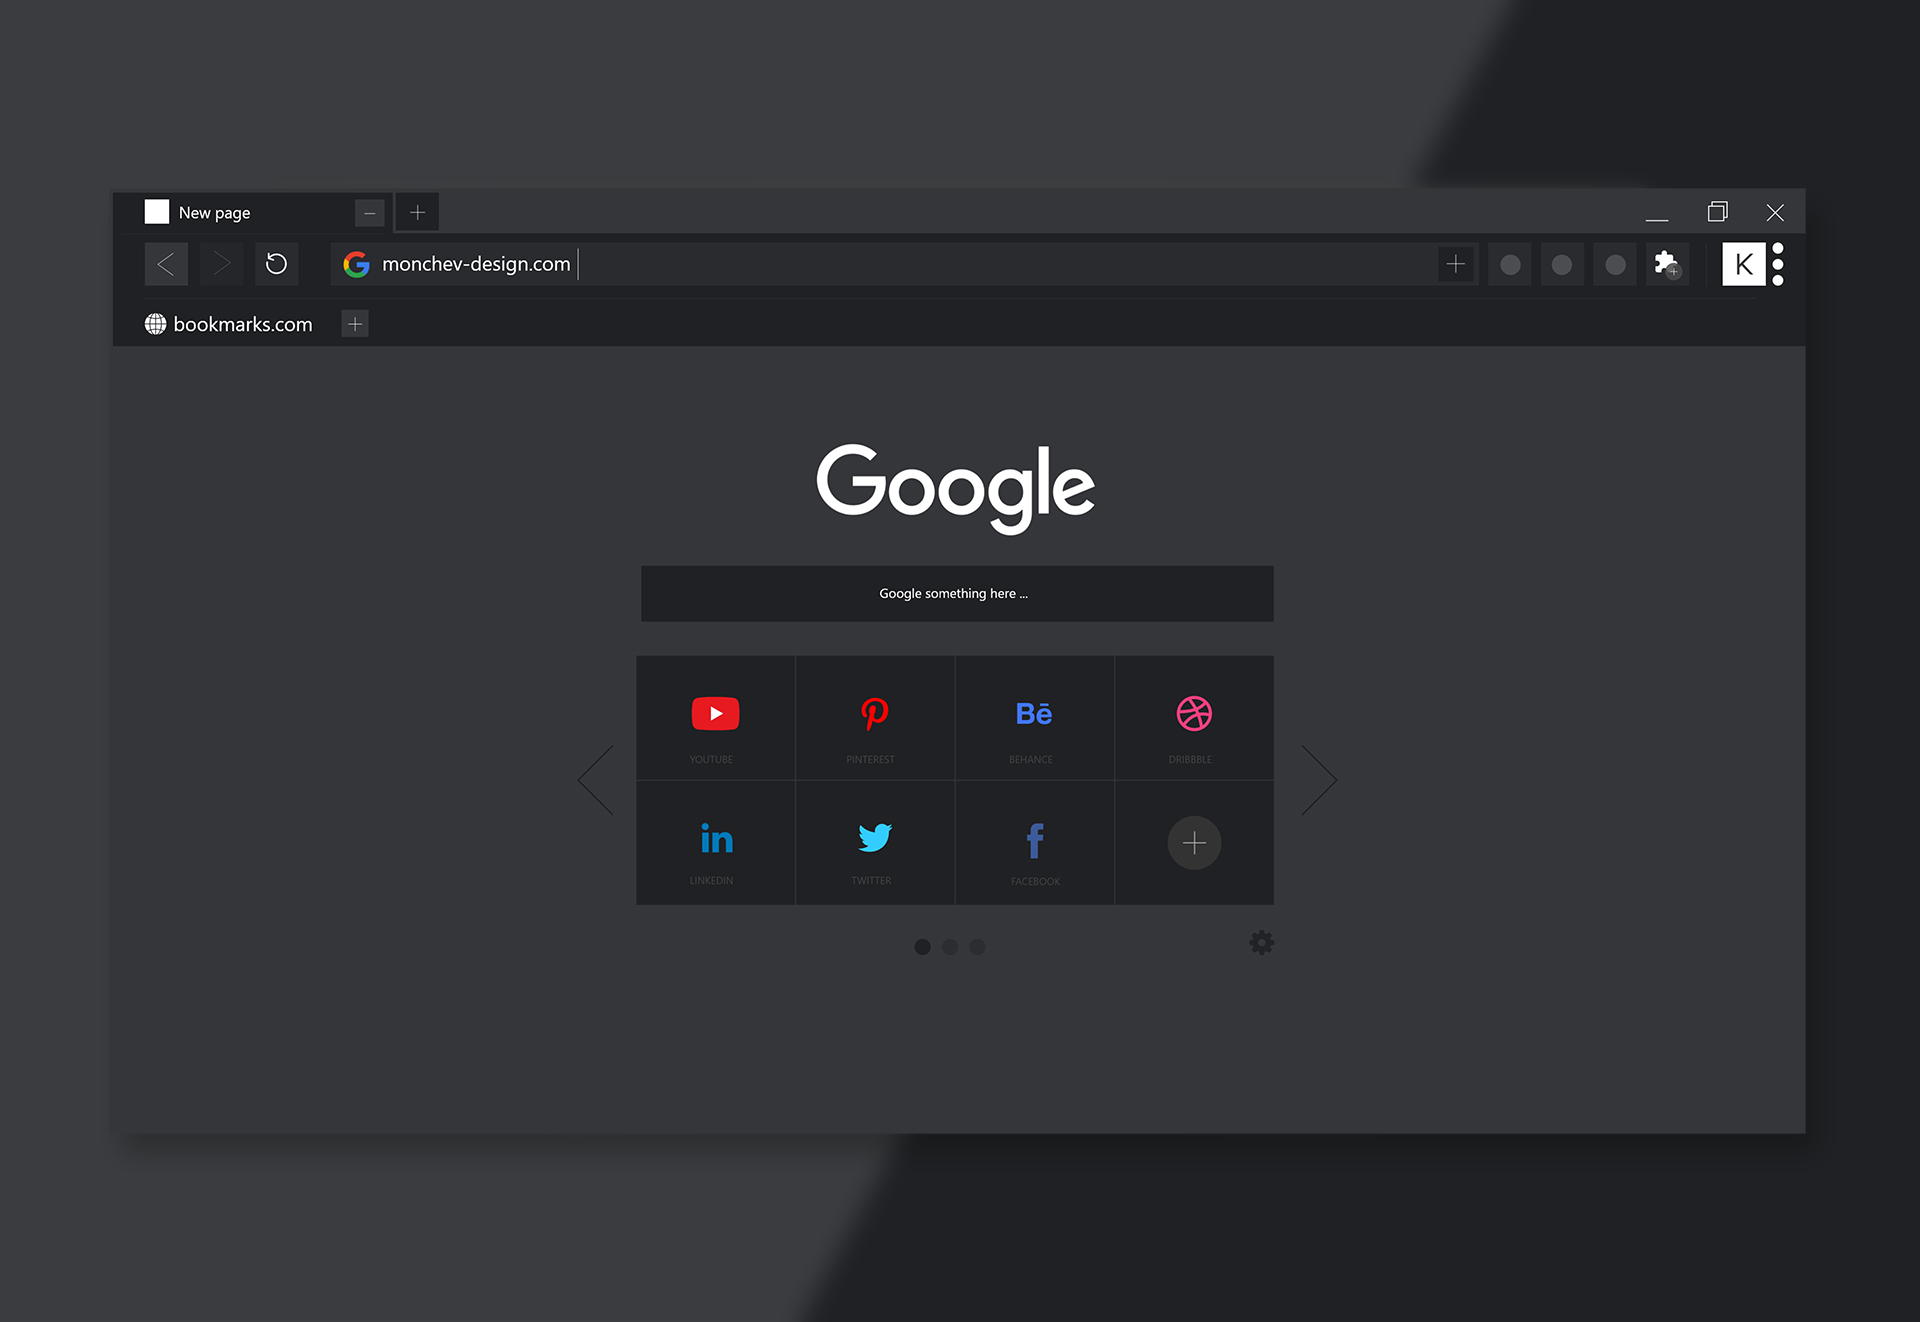 New page
monchev-design.com
K
bookmarks.com
Google
Google something here ...
Bē
YOUTUBE
PINTEREST
BEHANCE
DRIBBBLE
in
f
LINKEDIN
TWITTER
FACEBOOK